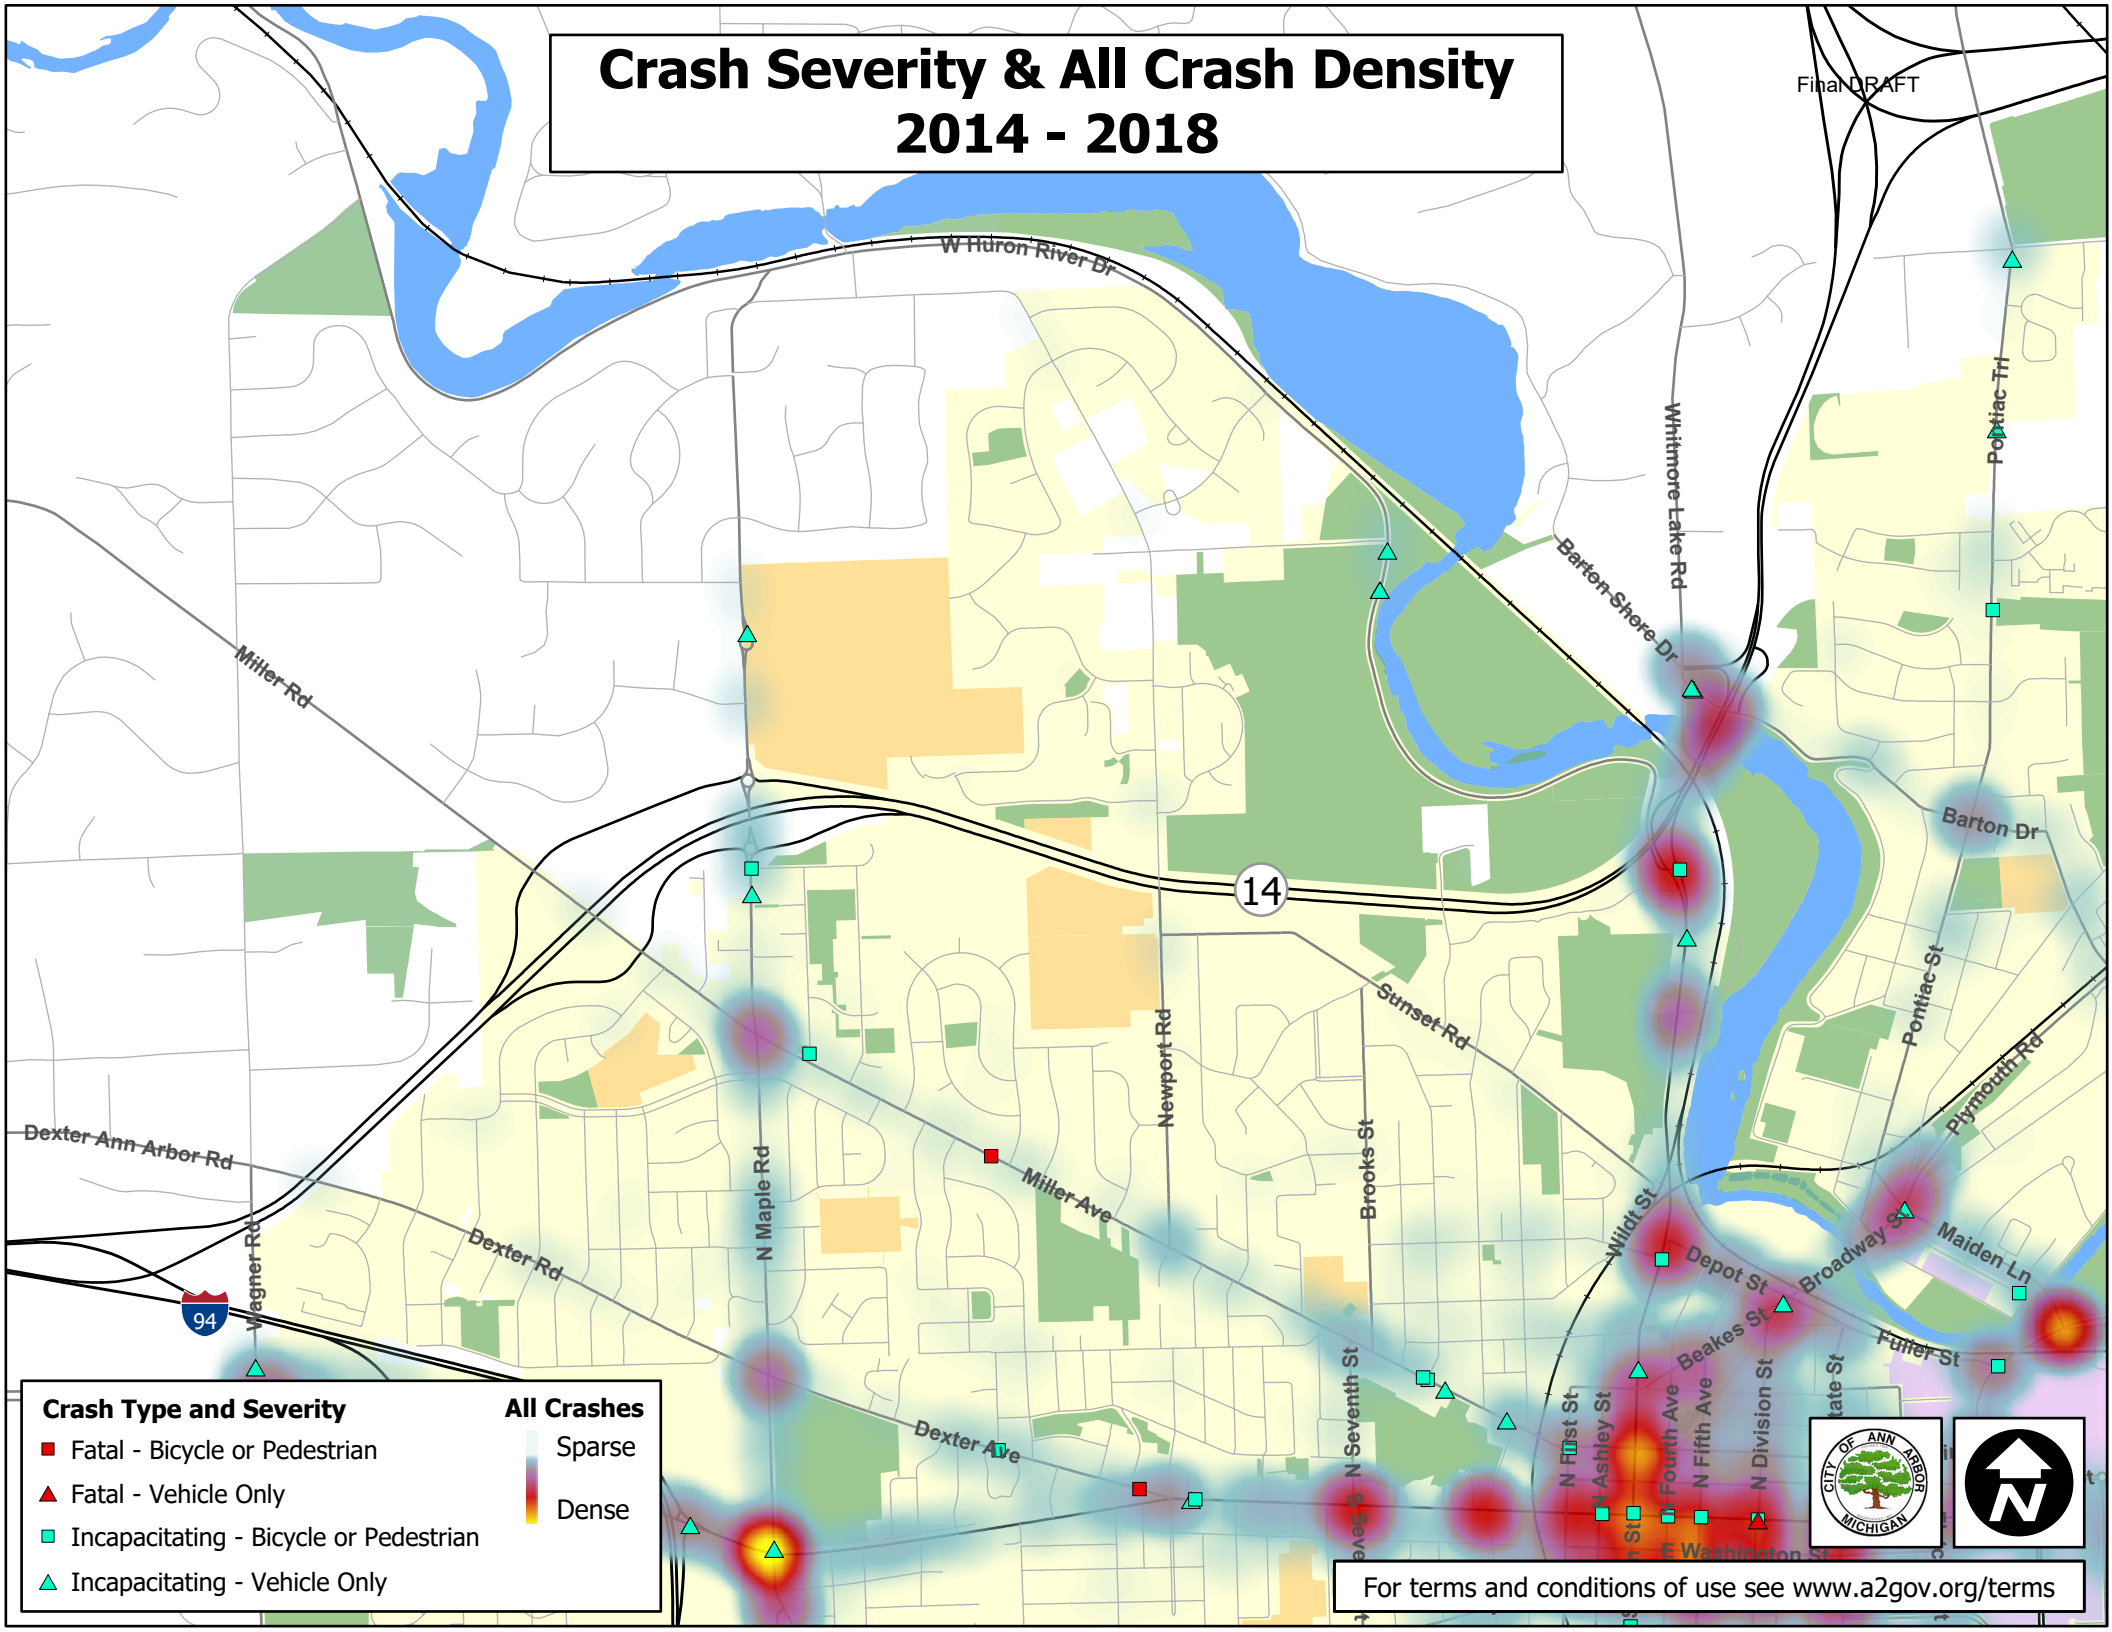 Crash Severity & All Crash Density
2014 - 2018
Final DRAFT
W Huron River Dr
Pontiac Trl
Whitmore Lake Rd
Barton Shore Dr
Miller Rd
Barton Dr
14
Sunset Rd
Pontiac St
Plymouth Rd
Newport Rd
Dexter Ann Arbor Rd
N Maple Rd
Brooks St
Miller Ave
Wildt St
Dexter Rd
Wagner Rd
94
Depot St
Broadway St
Maiden Ln
Beakes St
Fuller St
N Seventh St
N First St
N Ashley St
N Fourth Ave
N Fifth Ave
N Division St
tate St
Dexter Ave
S Seve
E Washington St
Crash Type and Severity
Fatal - Bicycle or Pedestrian
Fatal - Vehicle Only
Incapacitating - Bicycle or Pedestrian
Incapacitating - Vehicle Only
All Crashes
Sparse
Dense
CITY OF ANN ARBOR
MICHIGAN
N
For terms and conditions of use see www.a2gov.org/terms